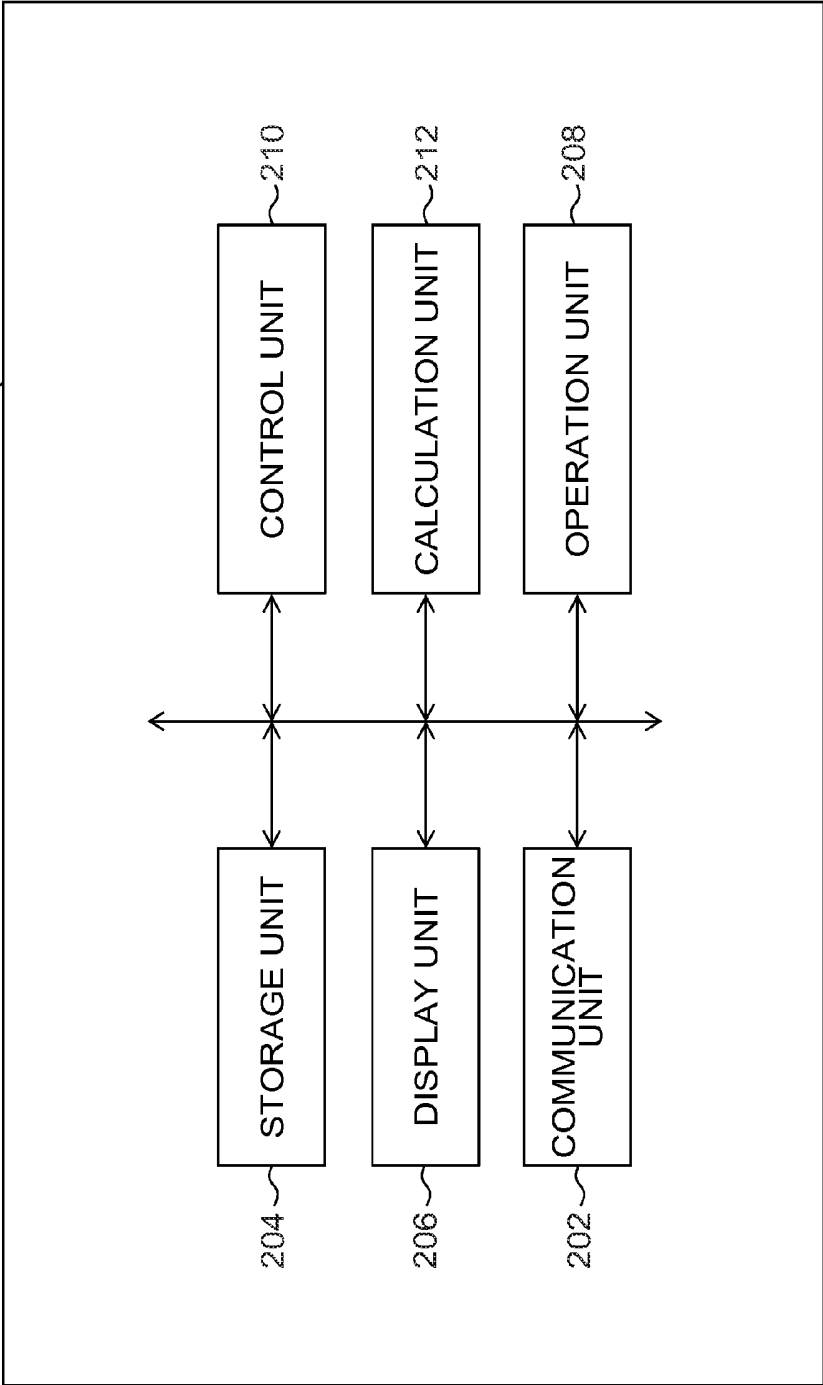 204
STORAGE UNIT
CONTROL UNIT
210
206
DISPLAY UNIT
CALCULATION UNIT
212
202
COMMUNICATION
UNIT
OPERATION UNIT
208